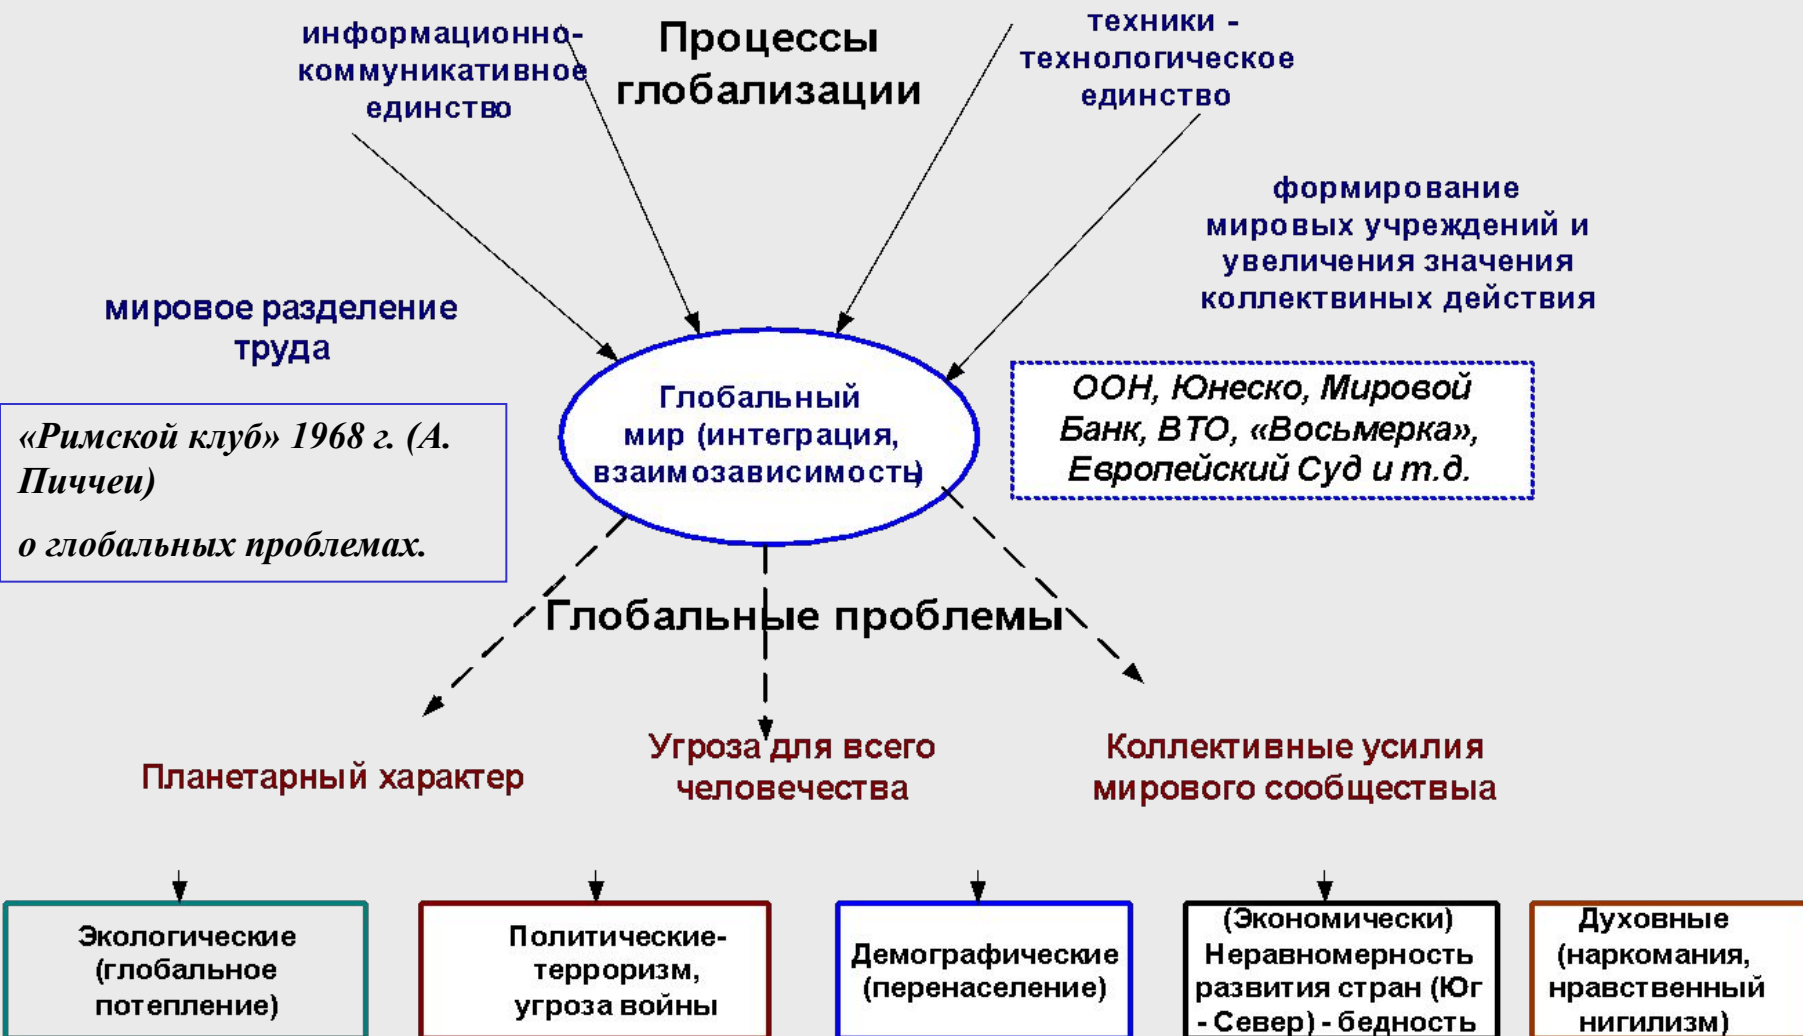 информационно-
коммуникативное
единство
Процессы
глобализации
техники -
технологическое
единство
формирование
мировых учреждений и
увеличения значения
коллектвиных действия
мировое разделение
труда
«Римской клуб» 1968 г. (А.
Пиччеи)
о глобальных проблемах.
Глобальный
мир (интеграция,
взаимозависимость)
ООН, Юнеско, Мировой
Банк, ВТО, «Восьмерка»,
Европейский Суд и т.д.
Глобальные проблемы
Планетарный характер
Угроза для всего
человечества
Коллективные усилия
мирового сообществыа
Экологические
(глобальное
потепление)
Политические-
терроризм,
угроза войны
Демографические
(перенаселение)
(Экономически)
Неравномерность
развития стран (Юг
- Север) - бедность
Духовные
(наркомания,
нравственный
нигилизм)